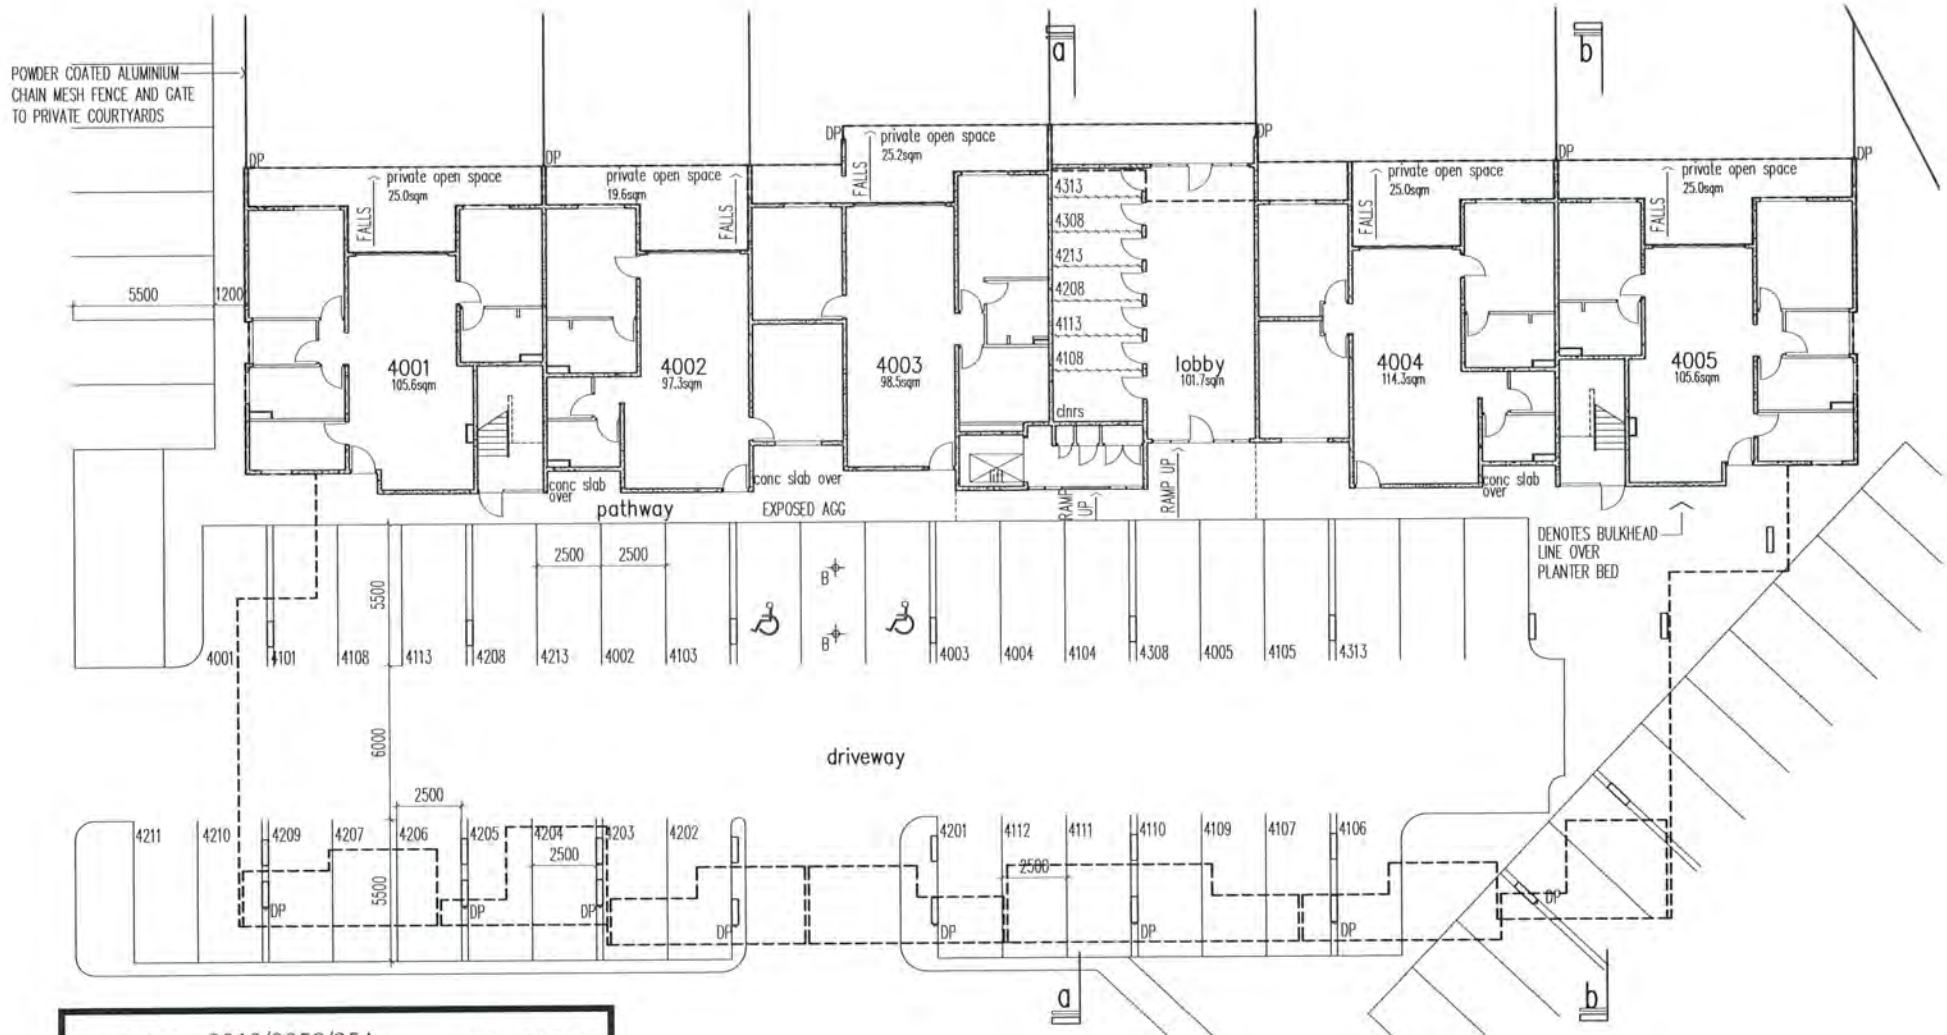 a
b
POWDER COATED ALUMINIUM
CHAIN MESH FENCE AND GATE
TO PRIVATE COURTYARDS
DP
DP
DP
DP
DP
DP
private open space
25.0sqm
FALLS
private open space
19.6sqm
FALLS
private open space
25.2sqm
FALLS
private open space
25.0sqm
FALLS
private open space
25.0sqm
FALLS
4313
4308
4213
4208
4113
4108
clnrs
5500
1200
4001
105.6sqm
4002
97.3sqm
4003
98.5sqm
lobby
101.7sqm
4004
114.3sqm
4005
105.6sqm
conc slab
over
conc slab over
conc slab
over
pathway
EXPOSED AGG
RAMP
UP
RAMP UP
DENOTES BULKHEAD
LINE OVER
PLANTER BED
2500
2500
5500
B
B
4001
4101
4108
4113
4208
4213
4002
4103
4003
4004
4104
4308
4005
4105
4313
6000
driveway
2500
4211
4210
4209
4207
4206
4205
4204
4203
4202
4201
4112
4111
4110
4109
4107
4106
2500
2500
5500
DP
DP
DP
DP
DP
DP
DP
DP
a
b